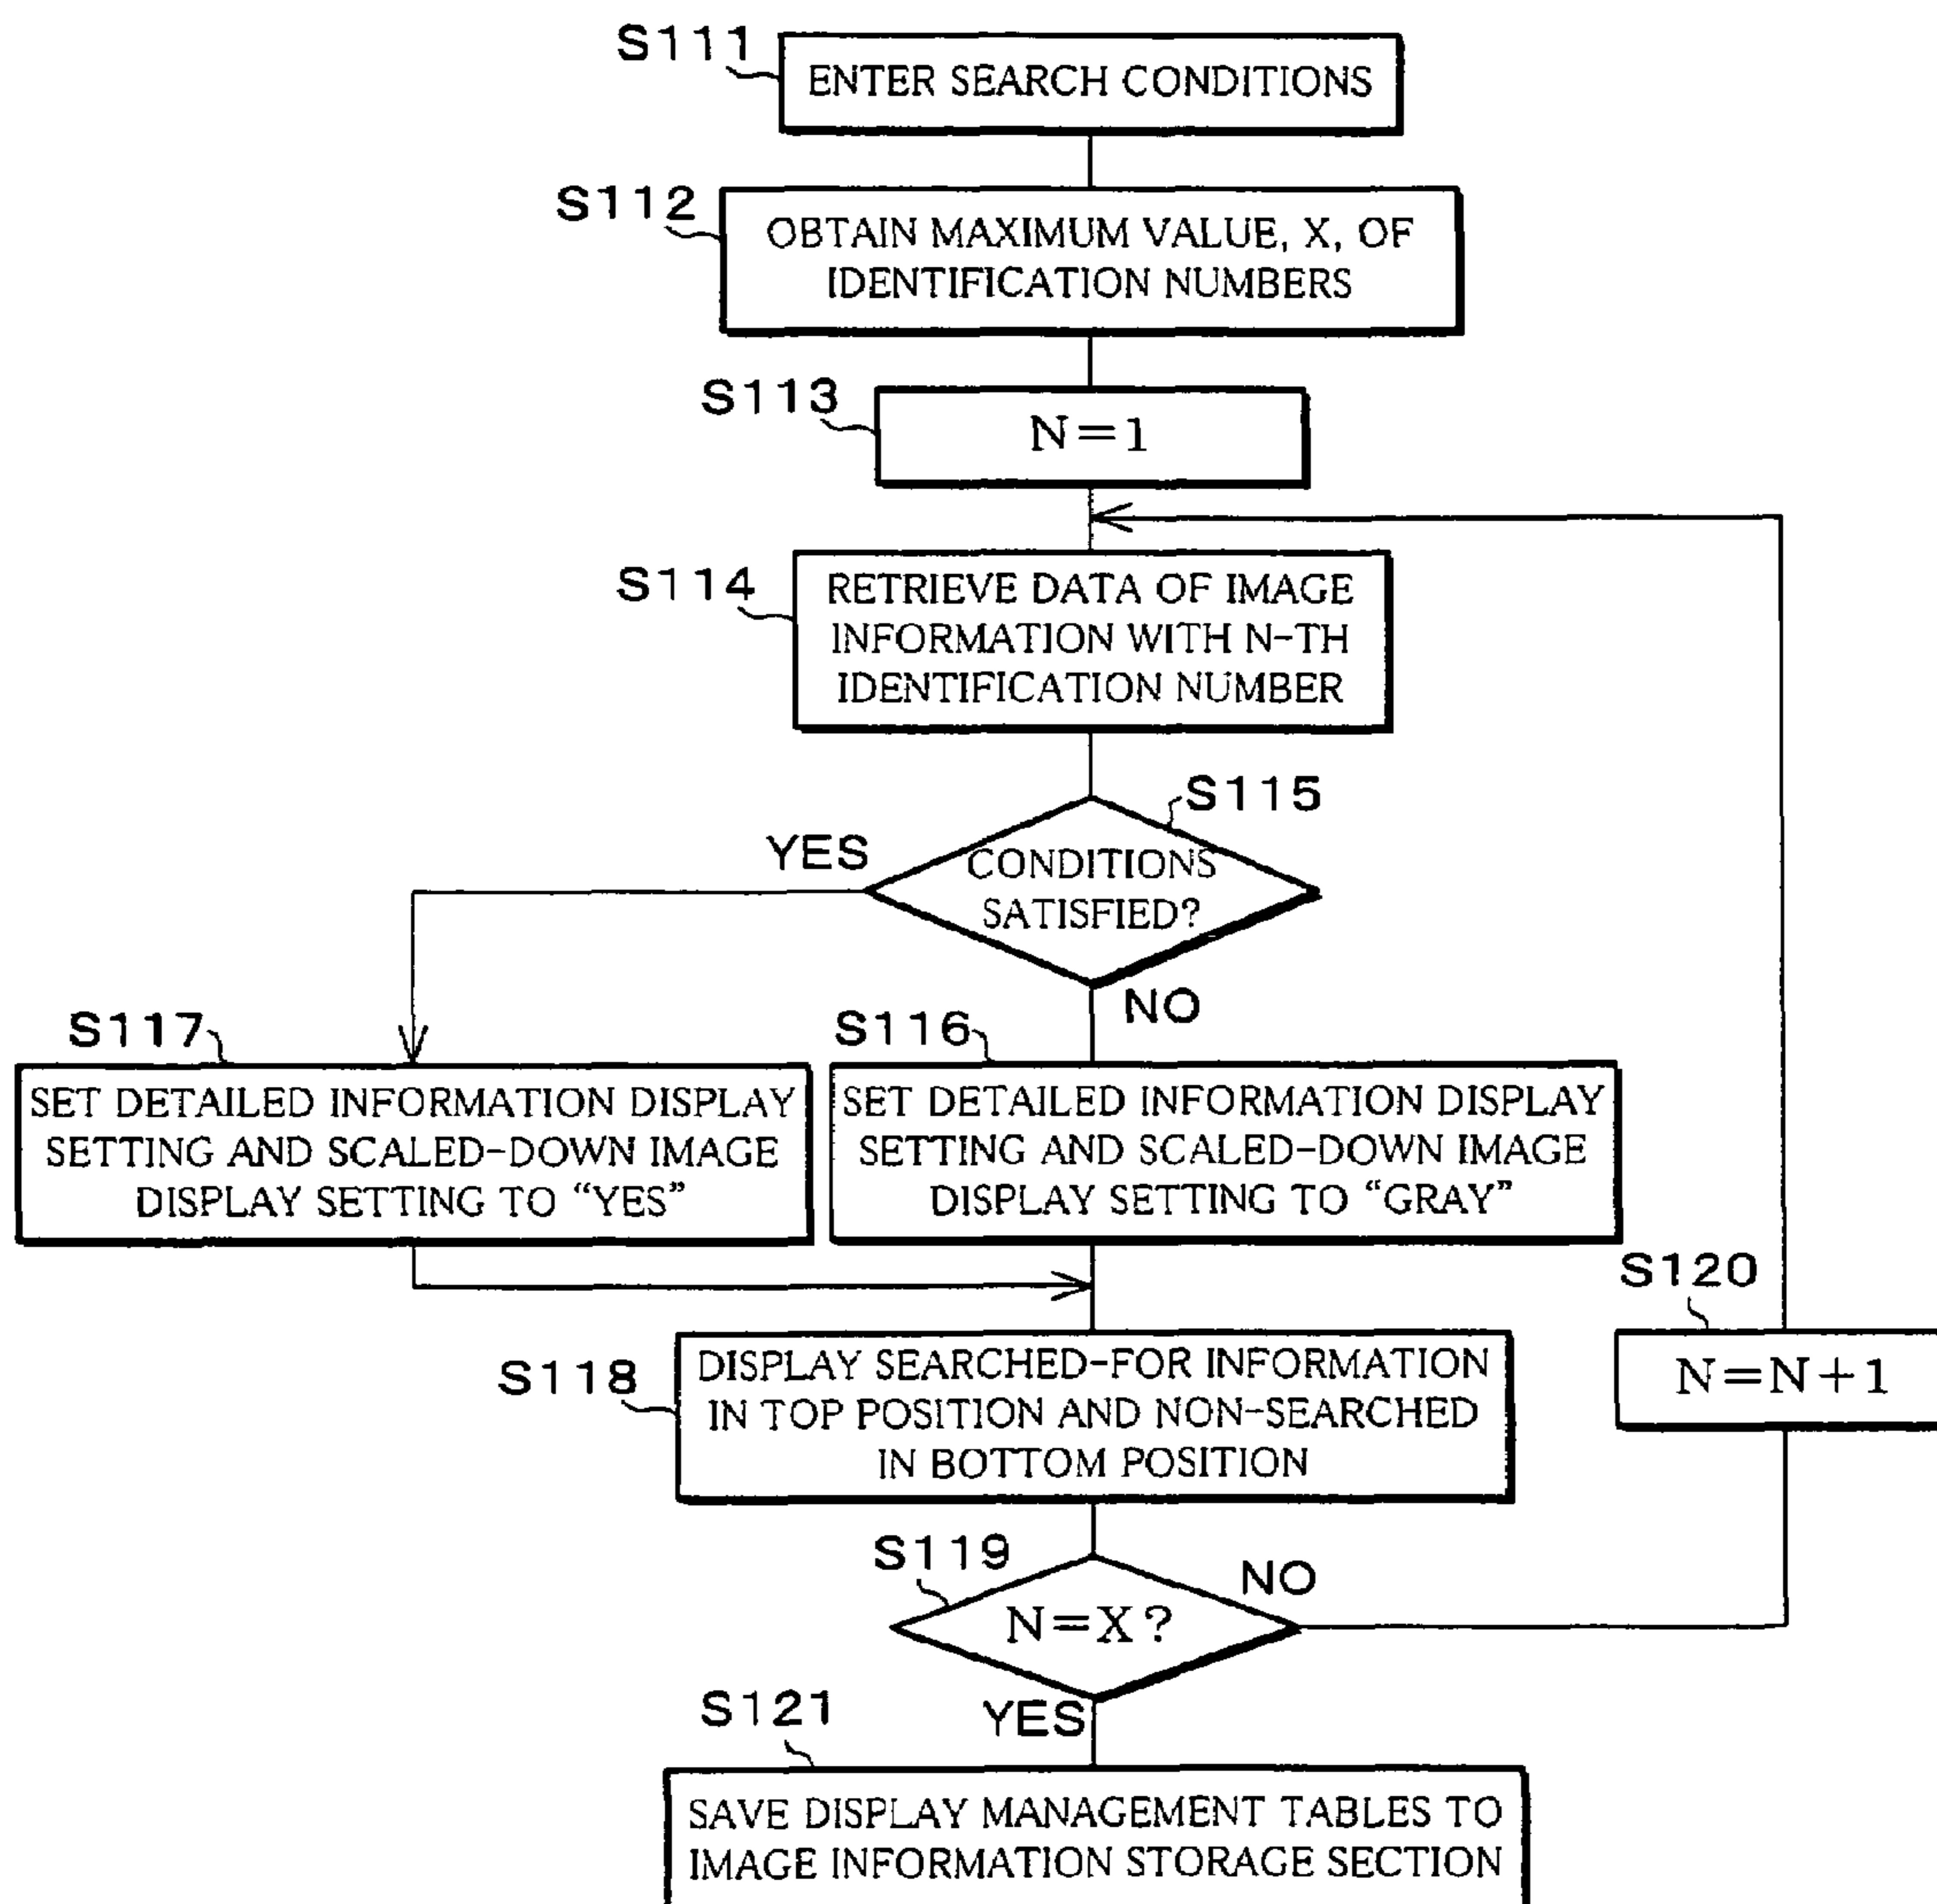 S111
ENTER SEARCH CONDITIONS
S112
OBTAIN MAXIMUM VALUE, X, OF
IDENTIFICATION NUMBERS
S113
N=1
S114
RETRIEVE DATA OF IMAGE
INFORMATION WITH N-TH
IDENTIFICATION NUMBER
S115
YES
CONDITIONS
SATISFIED?
NO
S117
SET DETAILED INFORMATION DISPLAY
SETTING AND SCALED-DOWN IMAGE
DISPLAY SETTING TO “YES”
S116
SET DETAILED INFORMATION DISPLAY
SETTING AND SCALED-DOWN IMAGE
DISPLAY SETTING TO “GRAY”
S120
N=N+1
S118
DISPLAY SEARCHED-FOR INFORMATION
IN TOP POSITION AND NON-SEARCHED
IN BOTTOM POSITION
S119
NO
N=X?
YES
S121
SAVE DISPLAY MANAGEMENT TABLES TO
IMAGE INFORMATION STORAGE SECTION